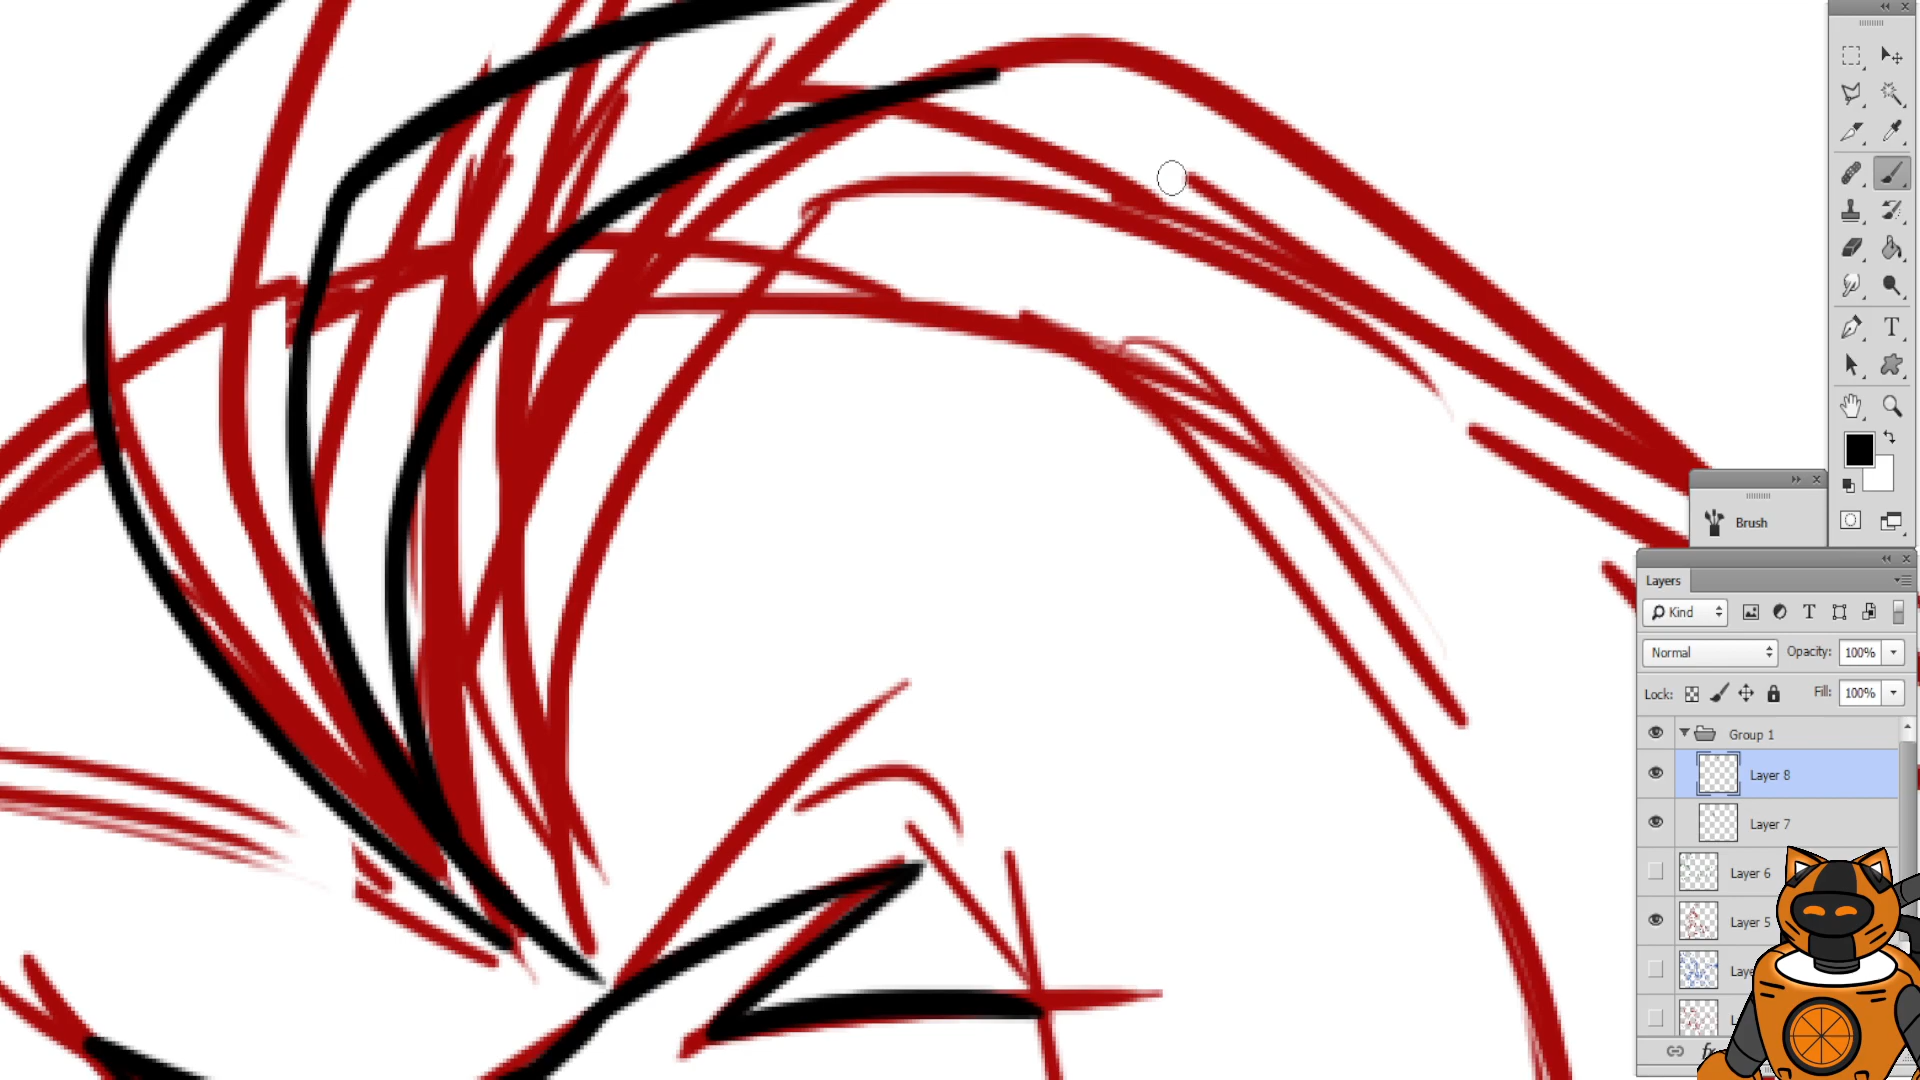 Brush
Layers
Kind
Normal
Opacity:
100%
Lock:
Fill:
100%
Group 1
Layer 8
Layer 7
Layer 6
Layer 5